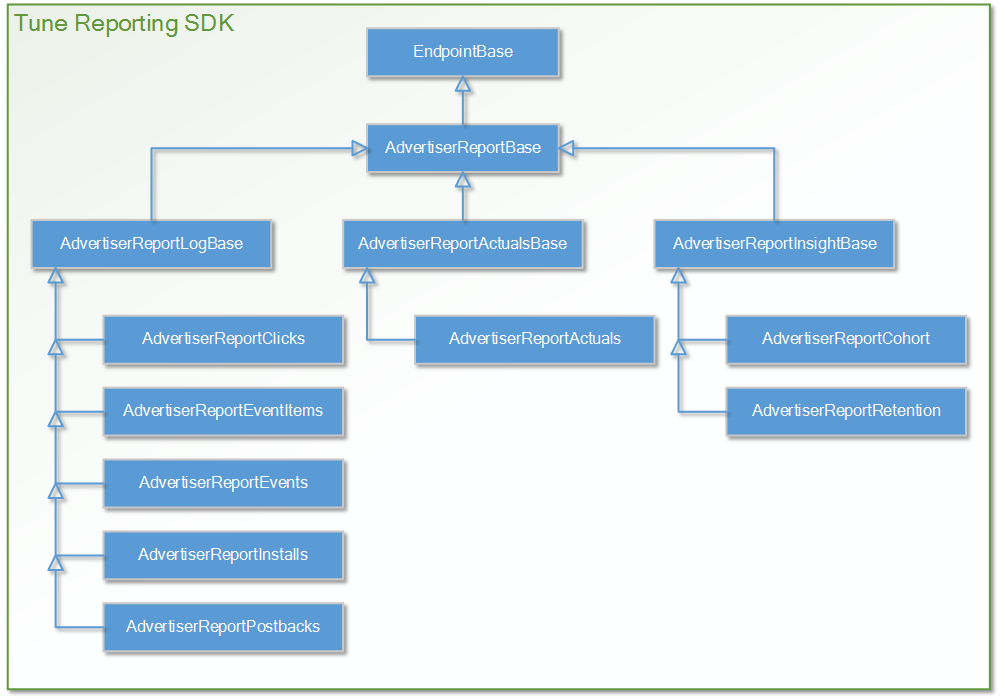 Tune Reporting SDK
EndpointBase
AdvertiserReportBase
AdvertiserReportLogBase
AdvertiserReportActualsBase
AdvertiserReportInsightBase
AdvertiserReportClicks
AdvertiserReportActuals
AdvertiserReportCohort
AdvertiserReportEventItems
AdvertiserReportRetention
AdvertiserReportEvents
AdvertiserReportInstalls
AdvertiserReportPostbacks